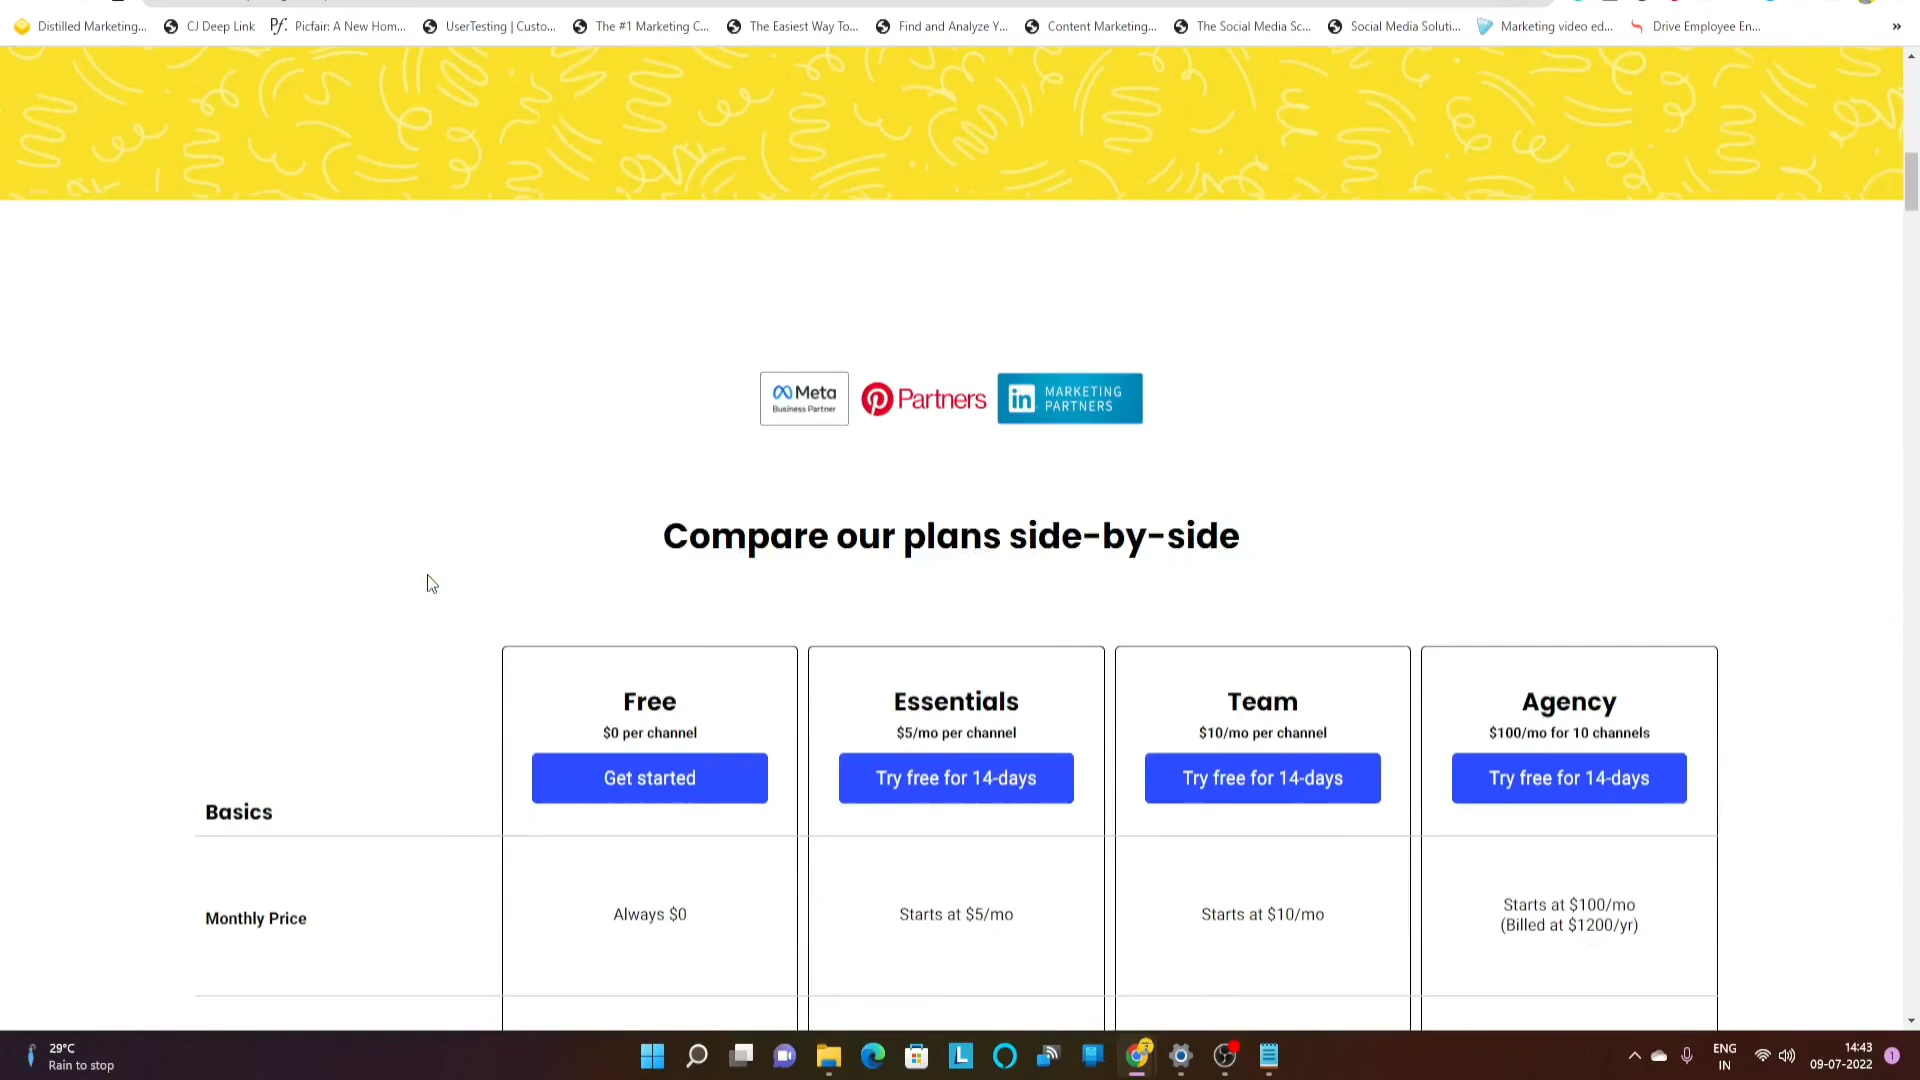 Distilled Marketing...
CJ Deep Link
Pf. Picfair: A New Hom...
UserTesting | Custo...
The #1 Marketing C...
The Easiest Way To...
Find and Analyze Y...
Content Marketing...
The Social Media Sc...
Social Media Soluti...
Marketing video ed...
Drive Employee En...
»
Meta
Business Partner
Partners
in MARKETING
PARTNERS
Compare our plans side-by-side
Free
$0 per channel
Get started
Essentials
$5/mo per channel
Try free for 14-days
Team
$10/mo per channel
Try free for 14-days
Agency
$100/mo for 10 channels
Try free for 14-days
Basics
Monthly Price
Always $0
Starts at $5/mo
Starts at $10/mo
Starts at $100/mo
(Billed at $1200/yr)
29°C
Rain to stop
L
ENG
IN
14:43
09-07-2022
1